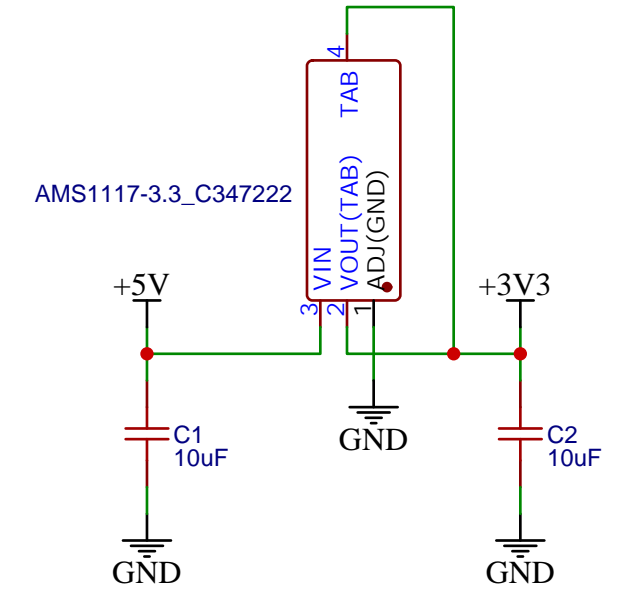 4
TAB
AMS1117-3.3_C347222
VIN
VOUT(TAB)
ADJ(GND)
3
2
1
+5V
+3V3
C1
10uF
GND
C2
10uF
GND
GND